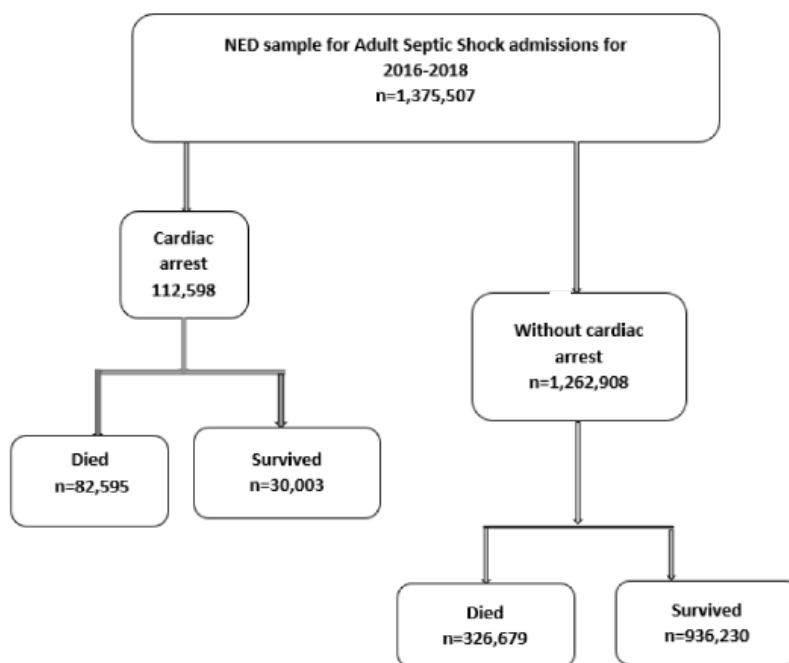 NED sample for Adult Septic Shock admissions for
2016-2018
n=1,375,507
Cardiac
arrest
112,598
Without cardiac
arrest
n=1,262,908
Died
n=82,595
Survived
n=30,003
Died
n=326,679
Survived
n=936,230